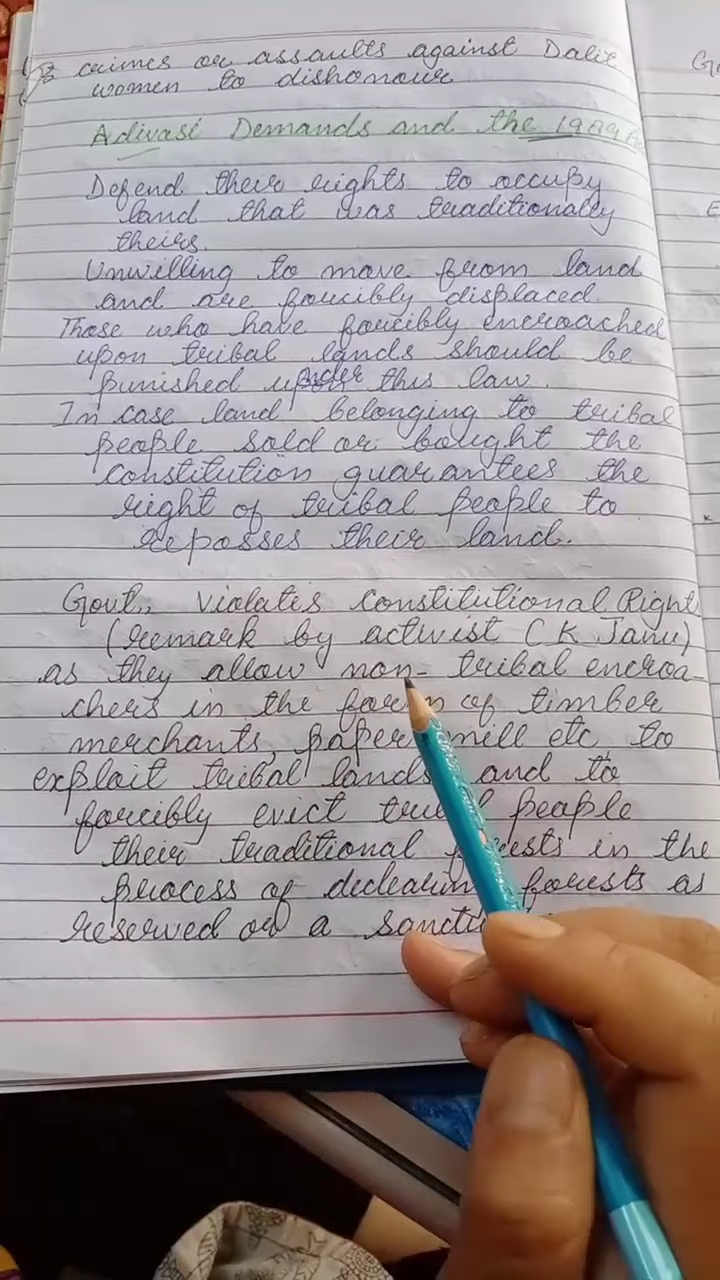 3 crimes or assaults against Dalit
women to dishonour
Adivasi Demands and the 1989
Defend their rights to occupy
land that was traditionally
theirs.
Unwilling to move from land
and are forcibly displaced.
Those who have forcibly encroached
upon tribal lands should be
punished under this law.
In case land belonging to tribal
people sold or bought the
constitution guarantees the
right of tribal people to
reposses their land.
Govt., violates constitutional Right
(remark by activist C K Janu)
as they allow non- tribal encroa-
chers in the form of timber
merchants, paper mill etc, to
exploit tribal lands and to
forcibly evict people
their traditional forests in the
process of forests as
reserved or a